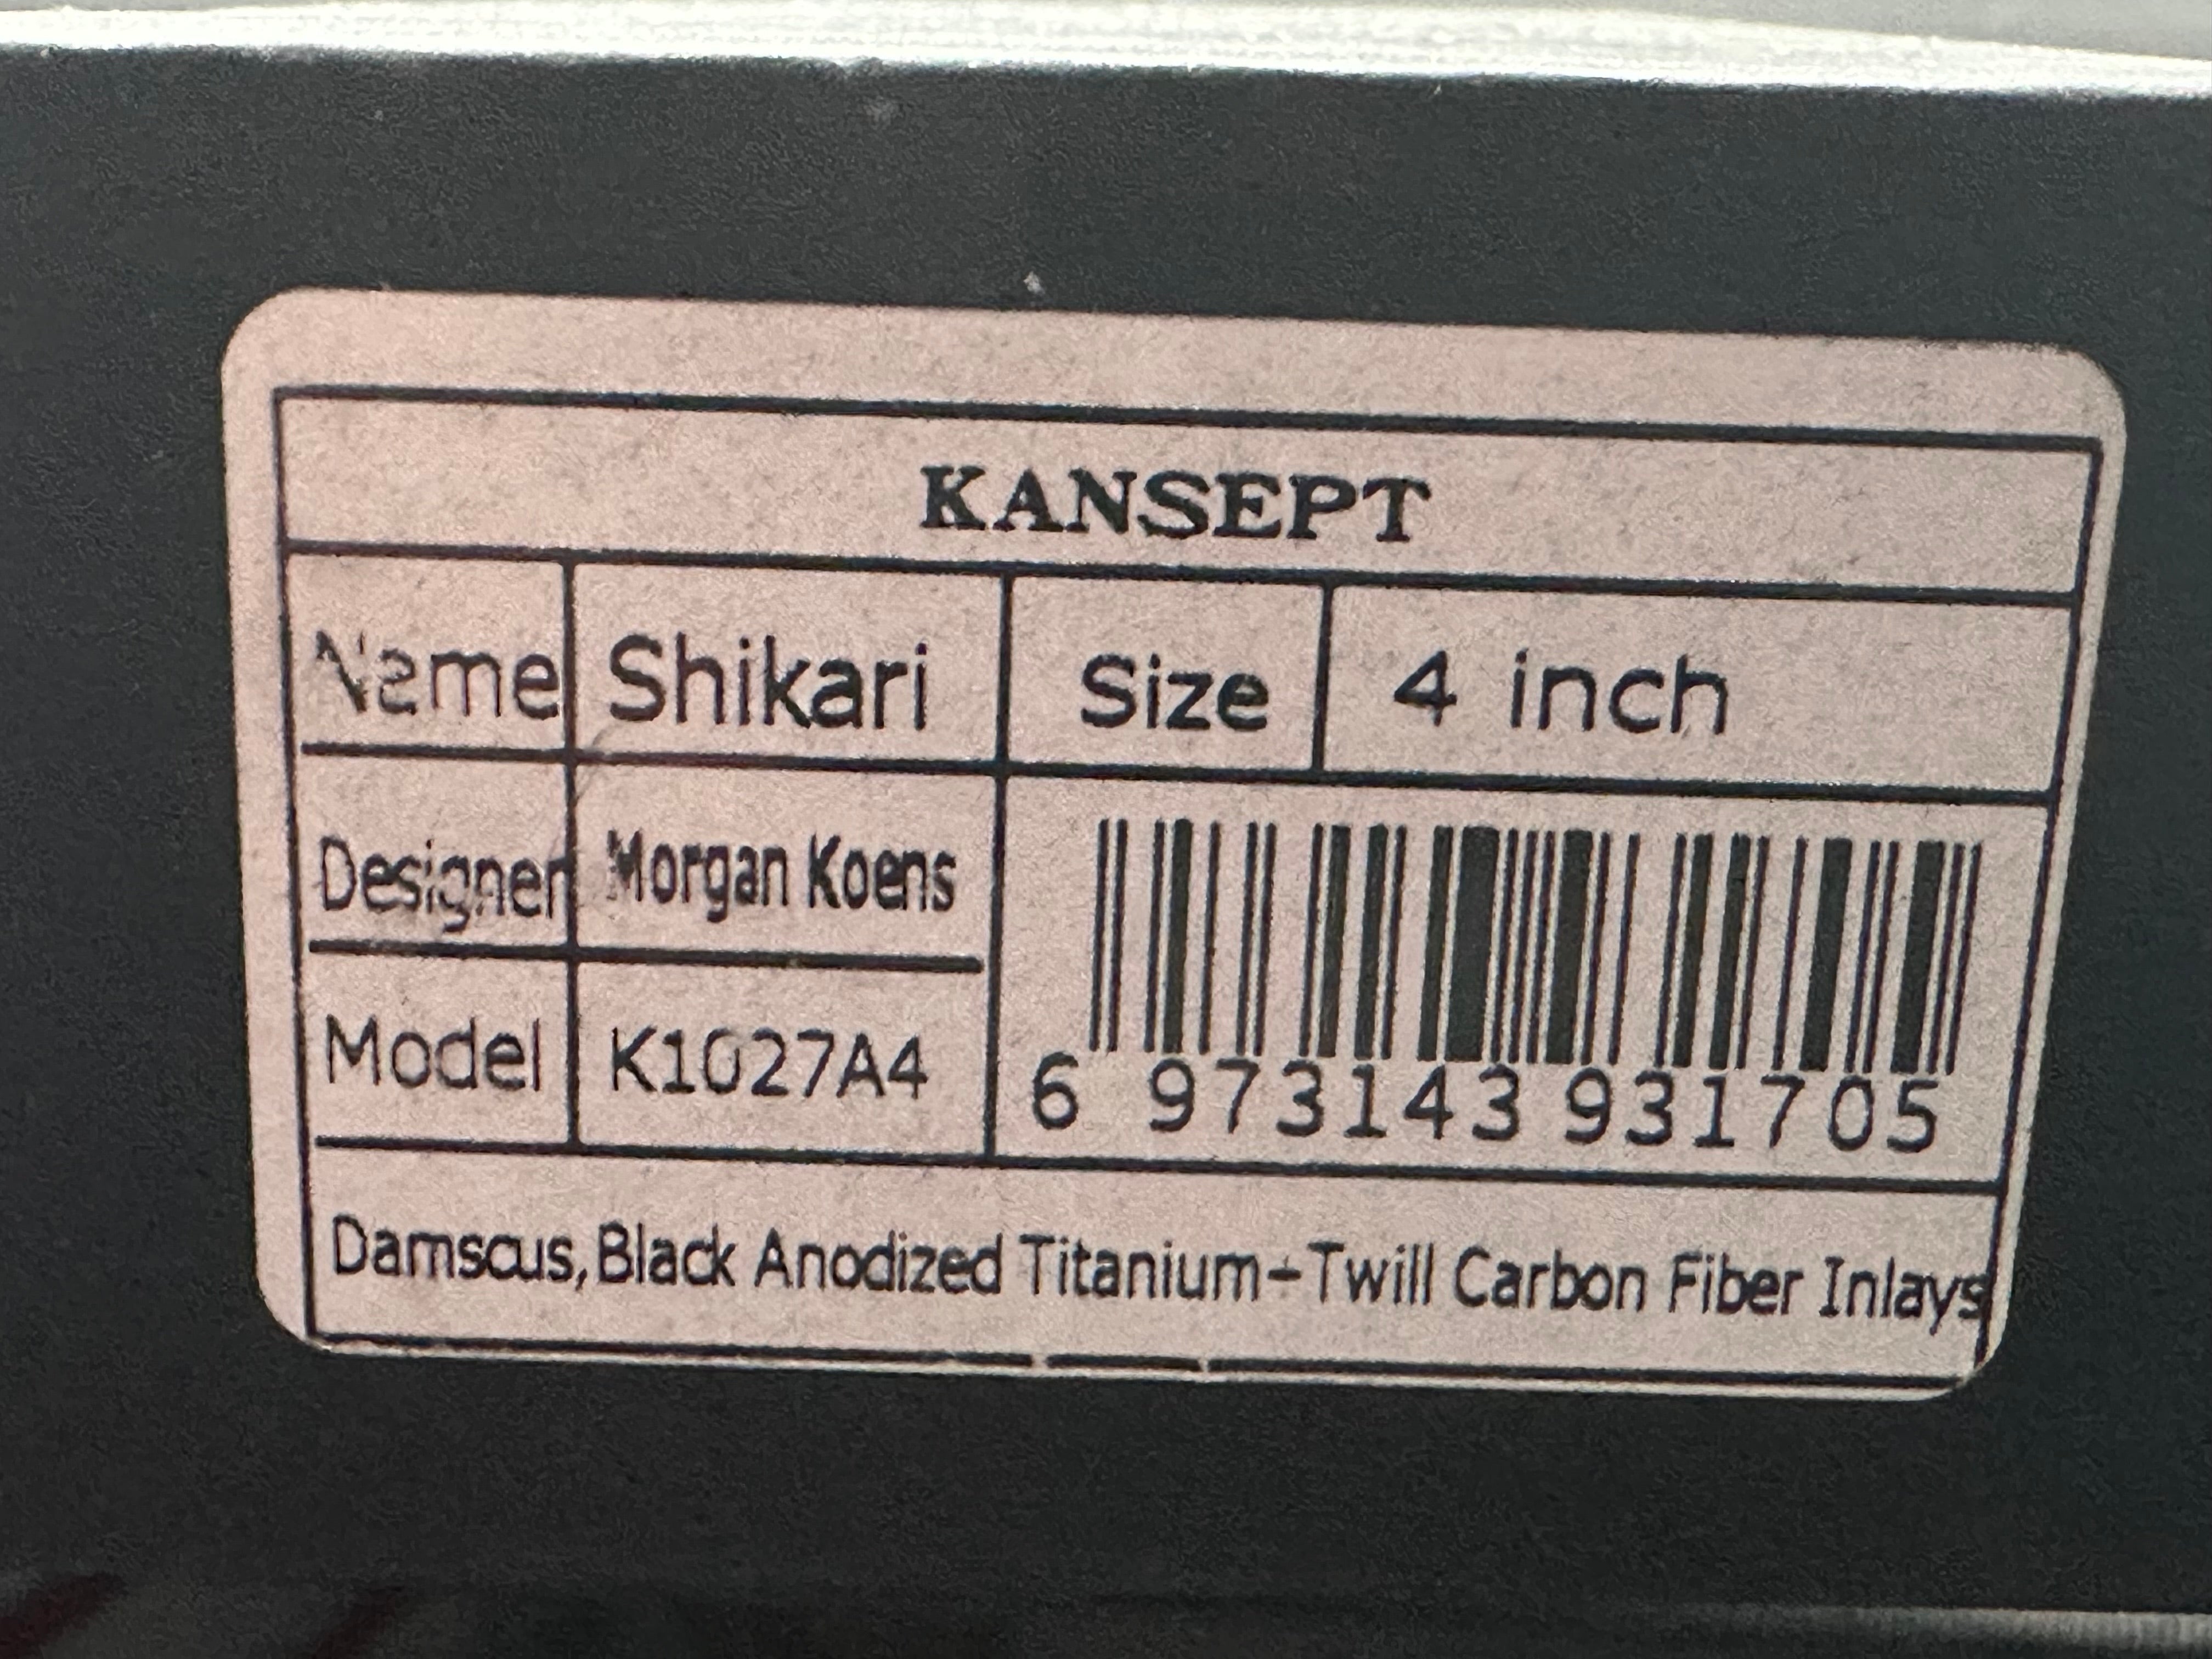 KANSEPT
Name Shikari Size 4 inch
Designer Morgan Koens
Model K1027A4
6 973143 931705
Damscus, Black Anodized Titanium+Twill Carbon Fiber Inlays